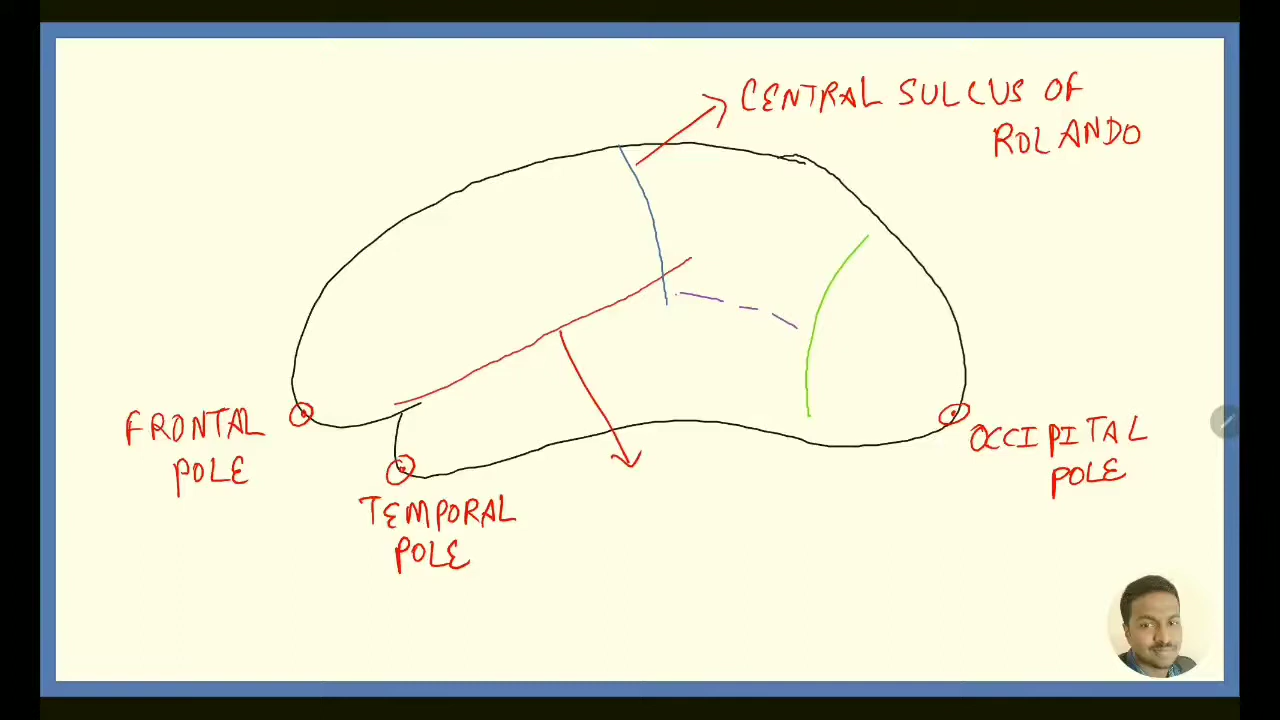 CENTRAL SULCUS OF
ROLANDO
FRONTAL
POLE
TEMPORAL
POLE
OCCIPITAL
POLE